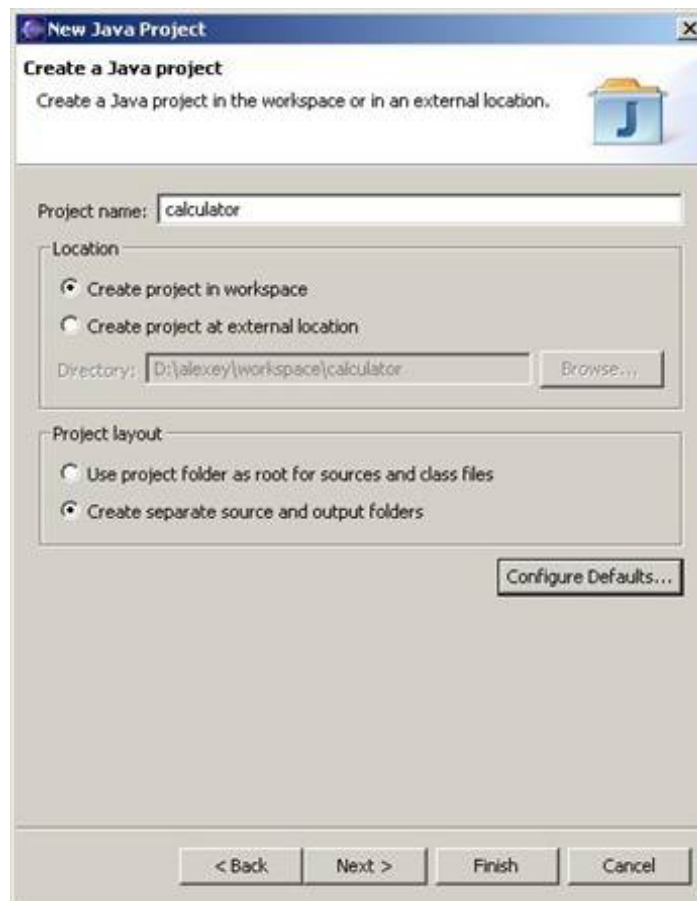 New Java Project
Create a Java project
Create a Java project in the workspace or in an external location.
J
Project name: calculator
Location
Create project in workspace
Create project at external location
Directory: D:\alexey\workspace\calculator Browse...
Project layout
Use project folder as root for sources and class files
Create separate source and output folders
Configure Defaults...
< Back Next > Finish Cancel